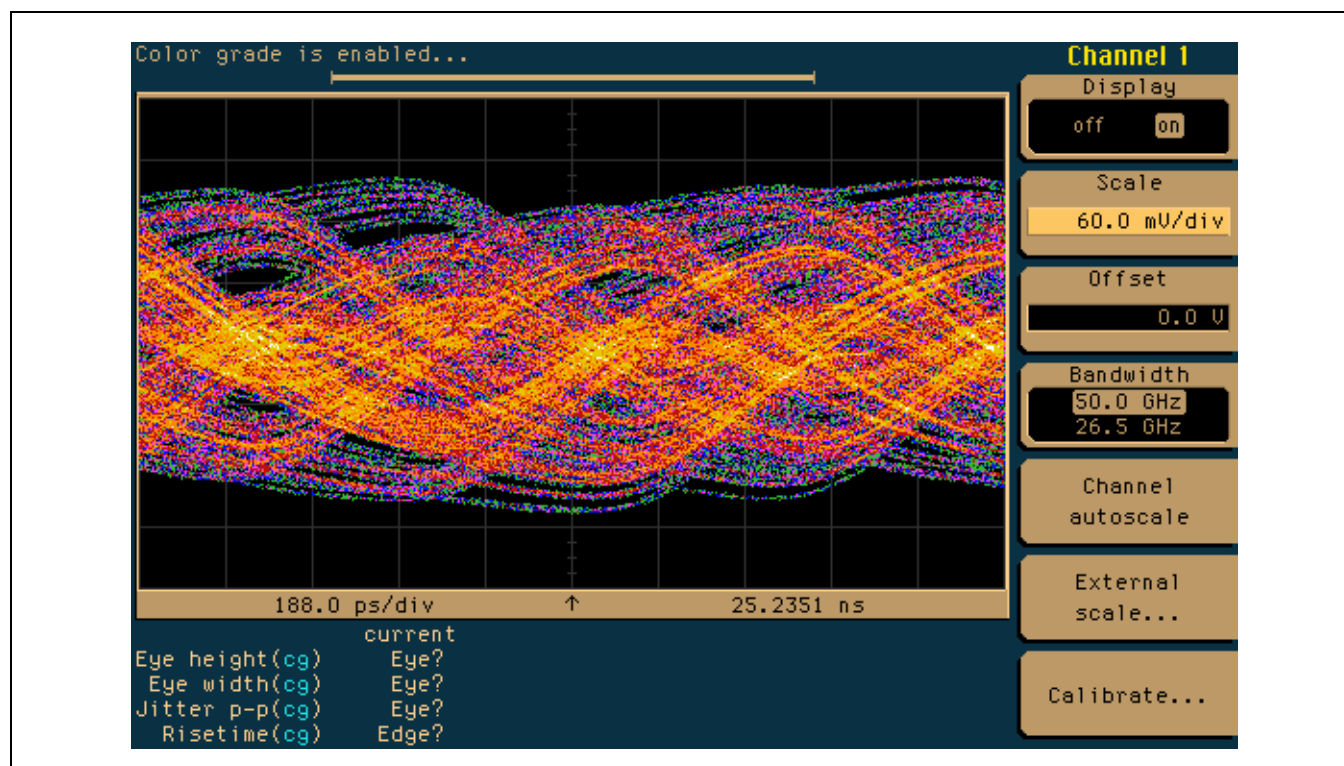 Color grade is enabled...
Channel 1
Display
off on
Scale
60.0 mV/div
Offset
0.0 V
Bandwidth
50.0 GHz
26.5 GHz
Channel
autoscale
External
scale...
Calibrate...
188.0 ps/div ↑ 25.2351 ns
current
Eye height(cg) Eye?
Eye width(cg) Eye?
Jitter p-p(cg) Eye?
Risetime(cg) Edge?